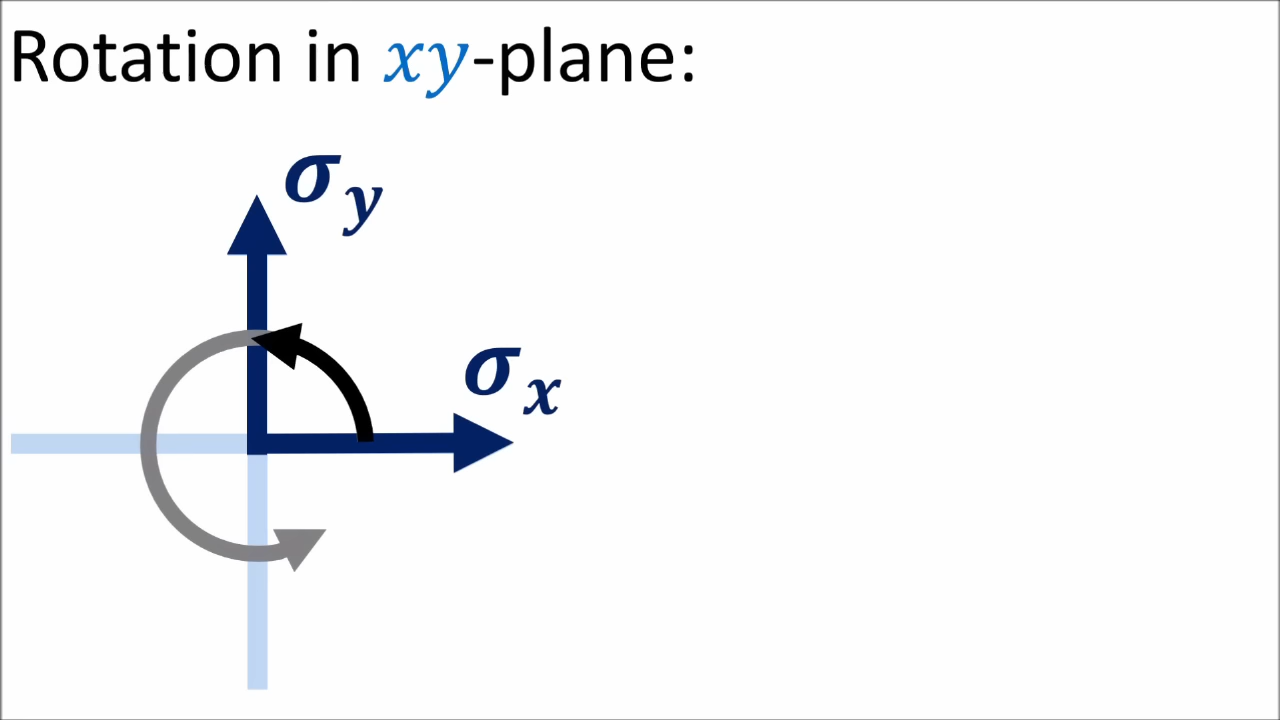 Rotation in xy-plane:
σy
σx